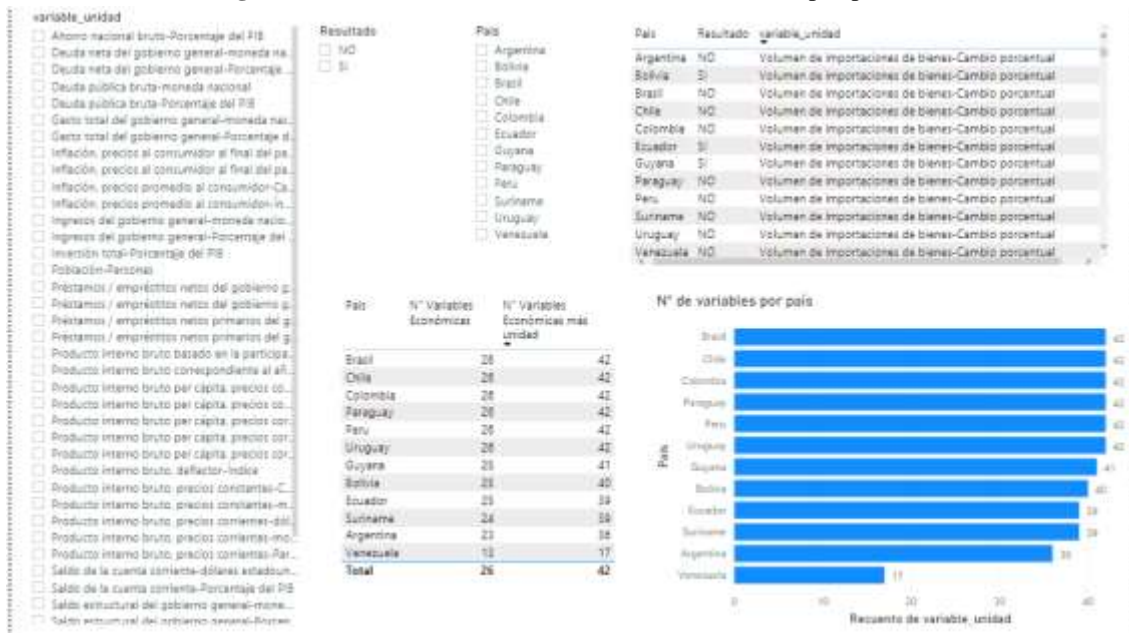 variable_unidad
Ahorro nacional bruto-Porcentaje del PIB
Deuda neta del gobierno general-moneda na...
Deuda neta del gobierno general-Porcentaje ...
Deuda pública bruta-moneda nacional
Deuda pública bruta-Porcentaje del PIB
Gasto total del gobierno general-moneda nac...
Gasto total del gobierno general-Porcentaje d...
Inflación, precios al consumidor al final del pe...
Inflación, precios al consumidor al final del pe...
Inflación, precios promedio al consumidor-Ca...
Inflación, precios promedio al consumidor-ín...
Ingresos del gobierno general-moneda nacio...
Ingresos del gobierno general-Porcentaje del ...
Inversión total-Porcentaje del PIB
Población-Personas
Préstamos / empréstitos netos del gobierno g...
Préstamos / empréstitos netos del gobierno g...
Préstamos / empréstitos netos primarios del g...
Préstamos / empréstitos netos primarios del g...
Producto interno bruto basado en la participa...
Producto interno bruto correspondiente al añ...
Producto interno bruto per cápita, precios co...
Producto interno bruto per cápita, precios co...
Producto interno bruto per cápita, precios cor...
Producto interno bruto per cápita, precios cor...
Producto interno bruto per cápita, precios cor...
Producto interno bruto, deflactor-Índice
Producto interno bruto, precios constantes-C...
Producto interno bruto, precios constantes-m...
Producto interno bruto, precios corrientes-dól...
Producto interno bruto, precios corrientes-mo...
Producto interno bruto, precios corrientes-Par...
Saldo de la cuenta corriente-dólares estadoun...
Saldo de la cuenta corriente-Porcentaje del PIB
Saldo estructural del gobierno general-mone...
Saldo estructural del gobierno general-Porcen...
Resultado
NO
SI
País
Argentina
Bolivia
Brasil
Chile
Colombia
Ecuador
Guyana
Paraguay
Peru
Suriname
Uruguay
Venezuela
País Resultado variable_unidad
Argentina NO Volumen de importaciones de bienes-Cambio porcentual
Bolivia SI Volumen de importaciones de bienes-Cambio porcentual
Brasil NO Volumen de importaciones de bienes-Cambio porcentual
Chile NO Volumen de importaciones de bienes-Cambio porcentual
Colombia NO Volumen de importaciones de bienes-Cambio porcentual
Ecuador SI Volumen de importaciones de bienes-Cambio porcentual
Guyana SI Volumen de importaciones de bienes-Cambio porcentual
Paraguay NO Volumen de importaciones de bienes-Cambio porcentual
Peru NO Volumen de importaciones de bienes-Cambio porcentual
Suriname NO Volumen de importaciones de bienes-Cambio porcentual
Uruguay NO Volumen de importaciones de bienes-Cambio porcentual
Venezuela NO Volumen de importaciones de bienes-Cambio porcentual
País N° Variables Económicas N° Variables Económicas más unidad
Brasil 26 42
Chile 26 42
Colombia 26 42
Paraguay 26 42
Peru 26 42
Uruguay 26 42
Guyana 25 41
Bolivia 25 40
Ecuador 25 39
Suriname 24 39
Argentina 23 36
Venezuela 17
Total 26 42
N° de variables por país
País
Brasil 42
Chile 42
Colombia 42
Paraguay 42
Peru 42
Uruguay 42
Guyana 41
Bolivia 40
Ecuador 39
Suriname 39
Argentina 36
Venezuela 17
0 10 20 30 40
Recuento de variable_unidad